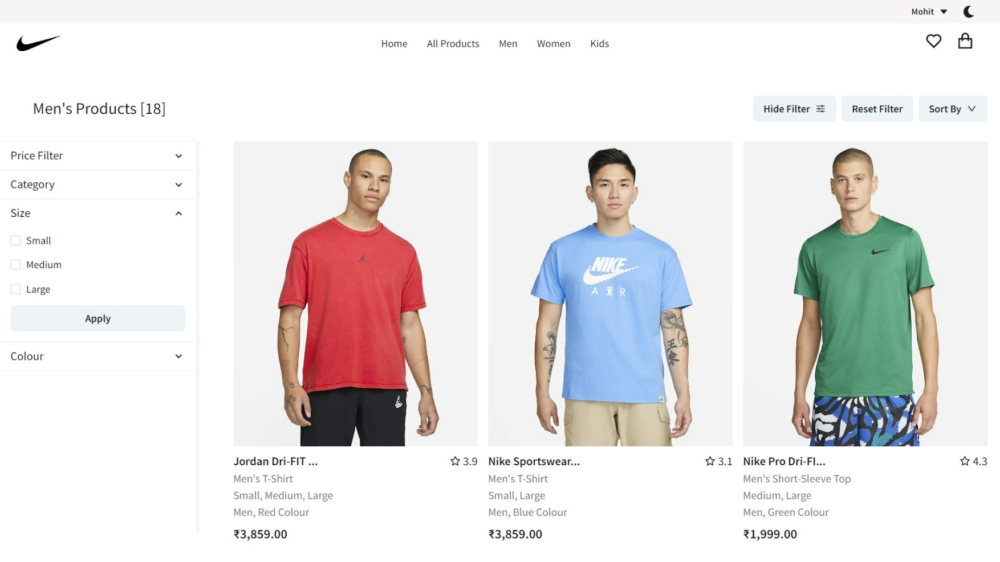 Mohit
Home All Products Men Women Kids
Men's Products [18]
Hide Filter Reset Filter Sort By
Price Filter
Category
Size
Small
Medium
Large
Apply
Colour
NIKE
A R
王
Jordan Dri-FIT ... 3.9
Men's T-Shirt
Small, Medium, Large
Men, Red Colour
₹3,859.00
Nike Sportswear... 3.1
Men's T-Shirt
Small, Large
Men, Blue Colour
₹3,859.00
Nike Pro Dri-FI... 4.3
Men's Short-Sleeve Top
Medium, Large
Men, Green Colour
₹1,999.00